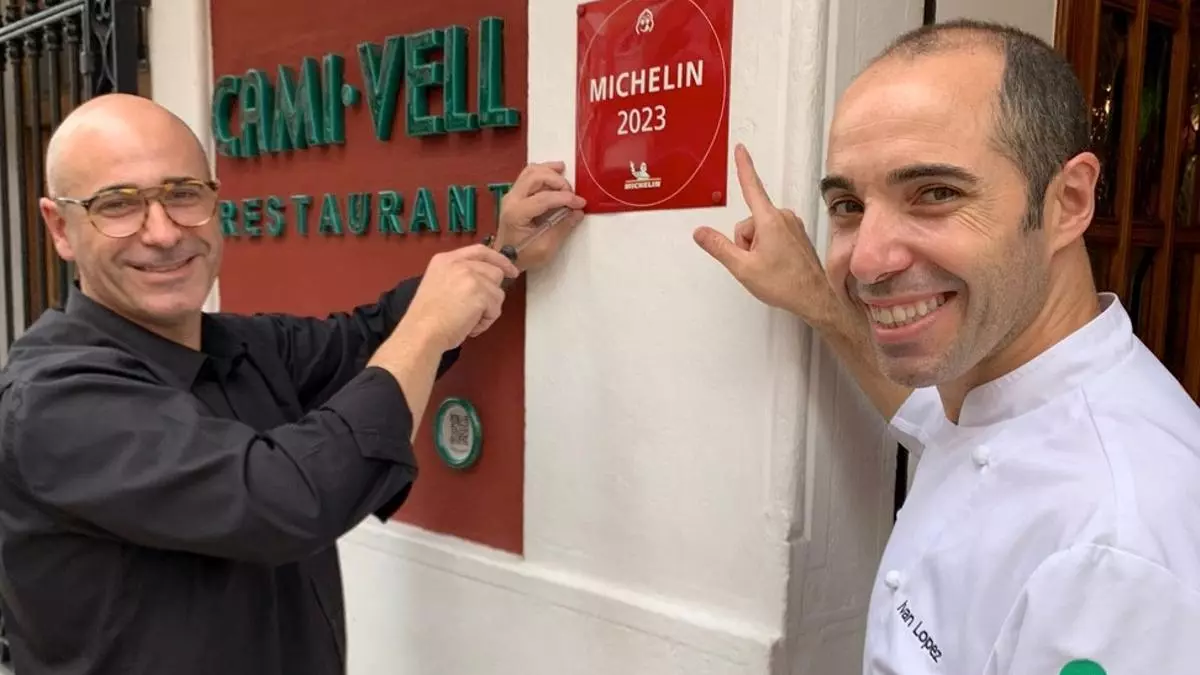 CAMI·VELL
RESTAURANT
MICHELIN
2023
MICHELIN
Ivan Lopez